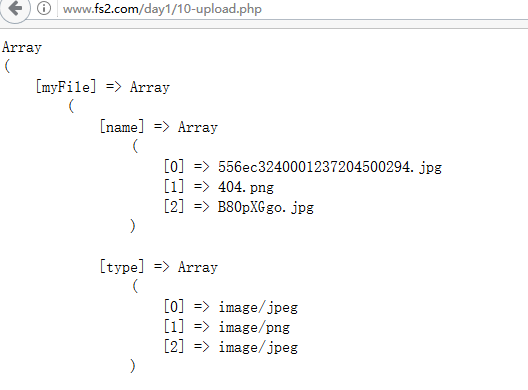 www.fs2.com/day1/10-upload.php
Array
(
[myFile] => Array
(
[name] => Array
(
[0] => 556ec3240001237204500294.jpg
[1] => 404.png
[2] => B80pXGgo.jpg
)
[type] => Array
(
[0] => image/jpeg
[1] => image/png
[2] => image/jpeg
)